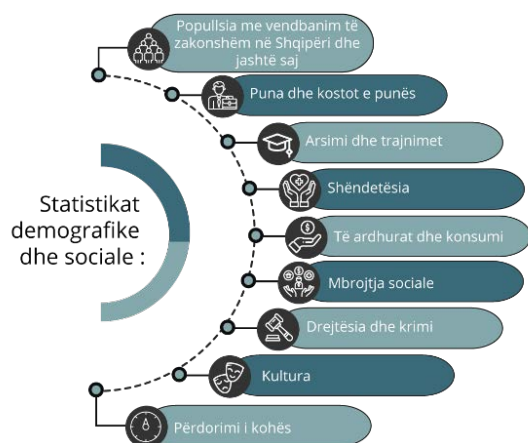 Popullsia me vendbanim të
zakonshëm në Shqipëri dhe
jashtë saj
Puna dhe kostot e punës
Arsimi dhe trajnimet
Shëndetësia
Statistikat
demografike
dhe sociale :
Të ardhurat dhe konsumi
Mbrojtja sociale
Drejtësia dhe krimi
Kultura
Përdorimi i kohës